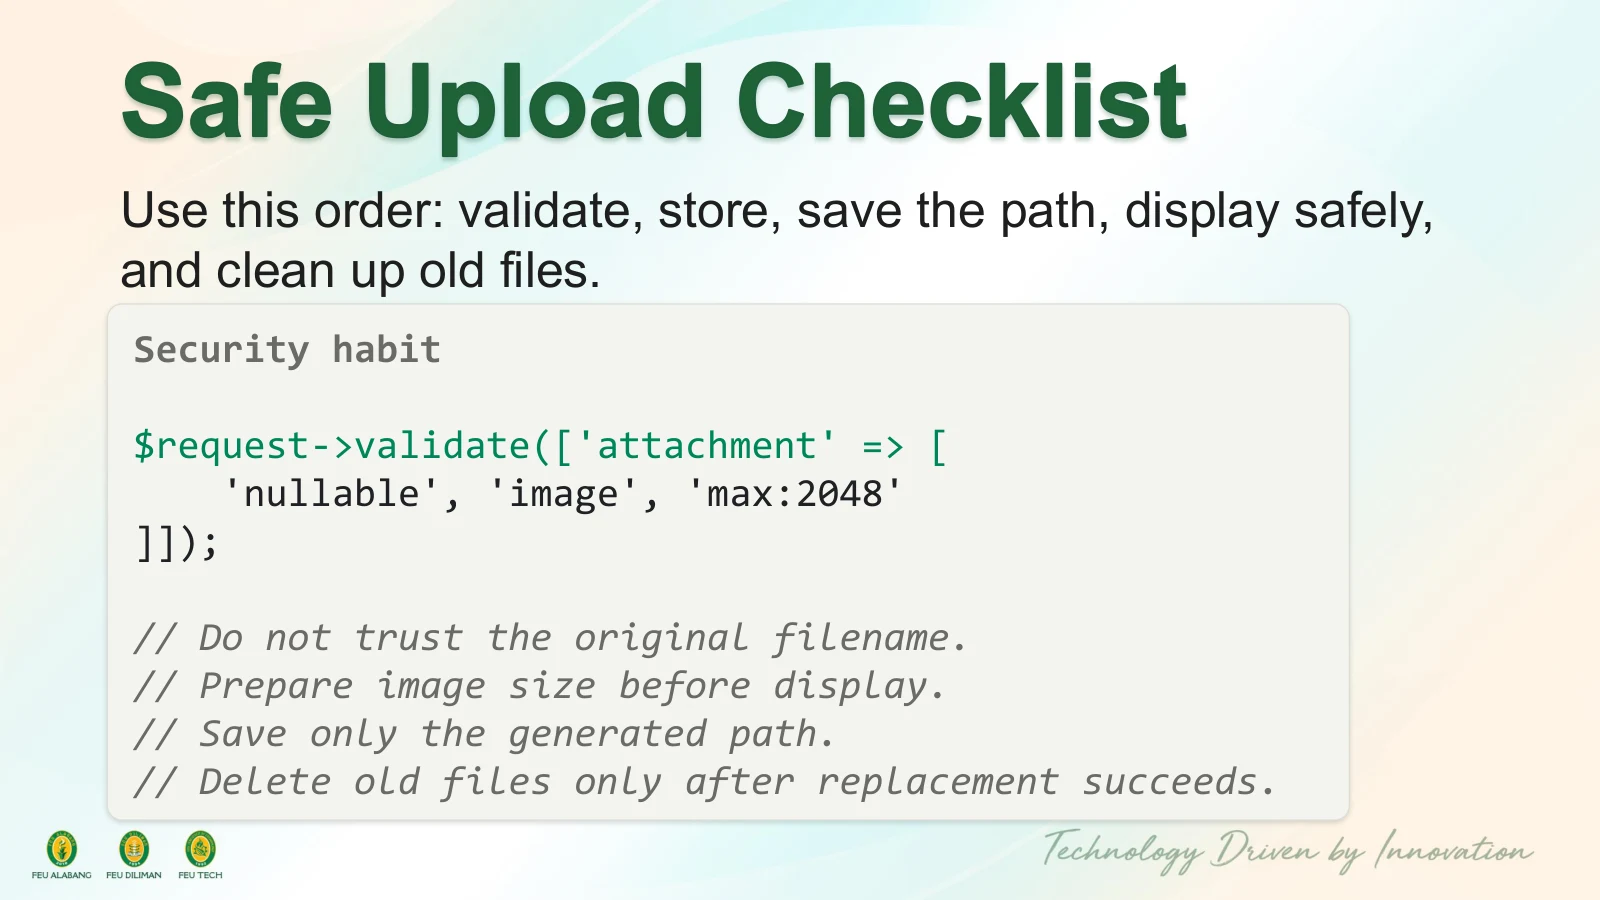 Safe Upload Checklist
Use this order: validate, store, save the path, display safely,
and clean up old files.
Security habit
$request->validate(['attachment' => [
    'nullable', 'image', 'max:2048'
]]);
// Do not trust the original filename.
// Prepare image size before display.
// Save only the generated path.
// Delete old files only after replacement succeeds.
FEU ALABANG FEU DILIMAN FEU TECH
Technology Driven by Innovation